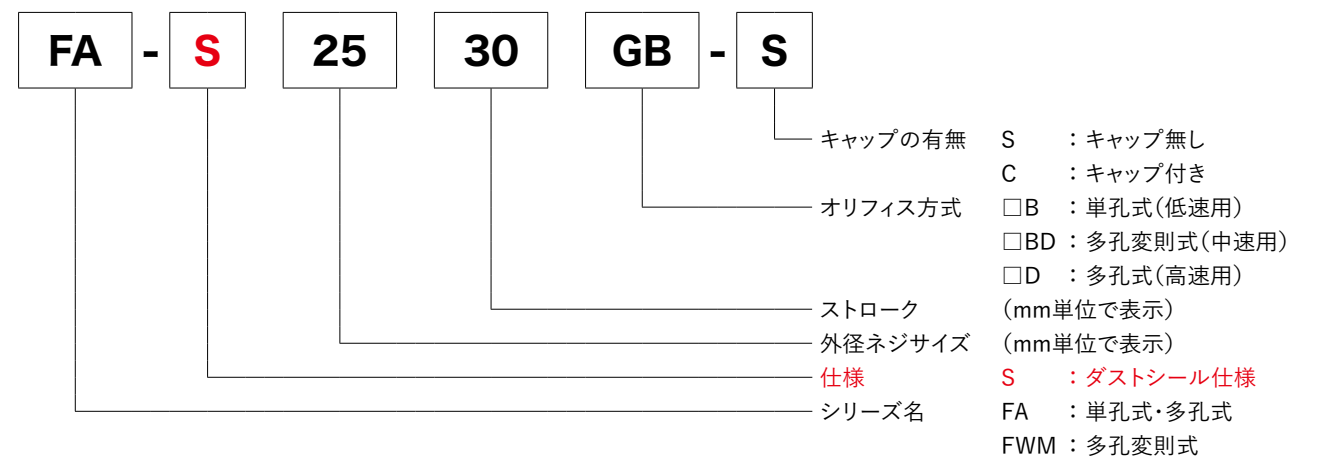 FA - S 25 30 GB - S
キャップの有無 S ：キャップ無し
C ：キャップ付き
オリフィス方式 □B ：単孔式（低速用）
□BD ：多孔変則式（中速用）
□D ：多孔式（高速用）
ストローク （mm単位で表示）
外径ネジサイズ （mm単位で表示）
仕様 S ：ダストシール仕様
シリーズ名 FA ：単孔式・多孔式
FWM ：多孔変則式